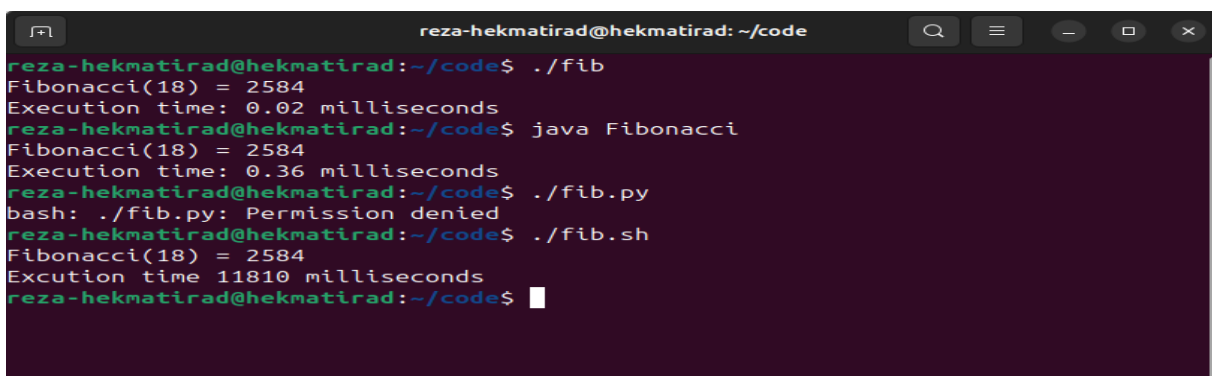 reza-hekmatirad@hekmatirad: ~/code
reza-hekmatirad@hekmatirad:~/code$ ./fib
Fibonacci(18) = 2584
Execution time: 0.02 milliseconds
reza-hekmatirad@hekmatirad:~/code$ java Fibonacci
Fibonacci(18) = 2584
Execution time: 0.36 milliseconds
reza-hekmatirad@hekmatirad:~/code$ ./fib.py
bash: ./fib.py: Permission denied
reza-hekmatirad@hekmatirad:~/code$ ./fib.sh
Fibonacci(18) = 2584
Excution time 11810 milliseconds
reza-hekmatirad@hekmatirad:~/code$